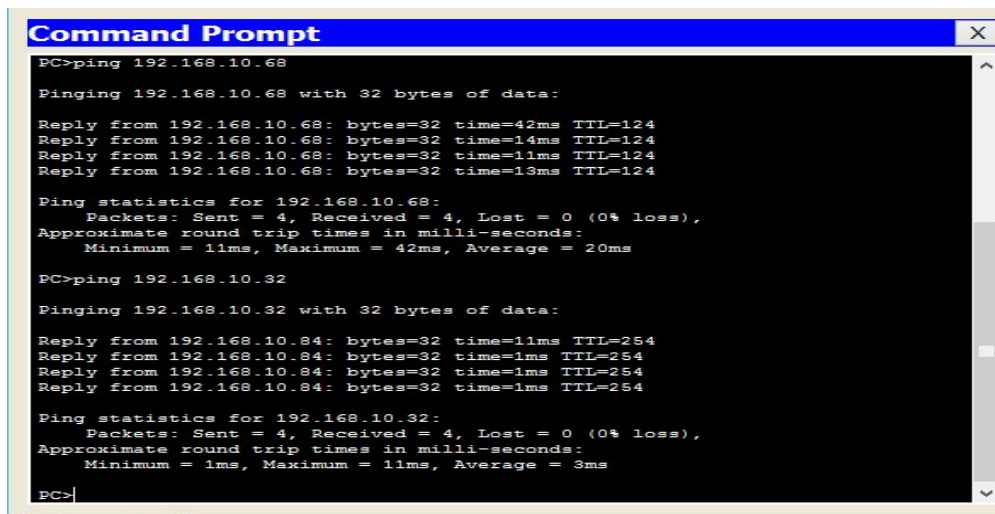 Command Prompt
X
PC>ping 192.168.10.68
Pinging 192.168.10.68 with 32 bytes of data:
Reply from 192.168.10.68: bytes=32 time=42ms TTL=124
Reply from 192.168.10.68: bytes=32 time=14ms TTL=124
Reply from 192.168.10.68: bytes=32 time=11ms TTL=124
Reply from 192.168.10.68: bytes=32 time=13ms TTL=124
Ping statistics for 192.168.10.68:
Packets: Sent = 4, Received = 4, Lost = 0 (0% loss),
Approximate round trip times in milli-seconds:
Minimum = 11ms, Maximum = 42ms, Average = 20ms
PC>ping 192.168.10.32
Pinging 192.168.10.32 with 32 bytes of data:
Reply from 192.168.10.84: bytes=32 time=11ms TTL=254
Reply from 192.168.10.84: bytes=32 time=1ms TTL=254
Reply from 192.168.10.84: bytes=32 time=1ms TTL=254
Reply from 192.168.10.84: bytes=32 time=1ms TTL=254
Ping statistics for 192.168.10.32:
Packets: Sent = 4, Received = 4, Lost = 0 (0% loss),
Approximate round trip times in milli-seconds:
Minimum = 1ms, Maximum = 11ms, Average = 3ms
PC>